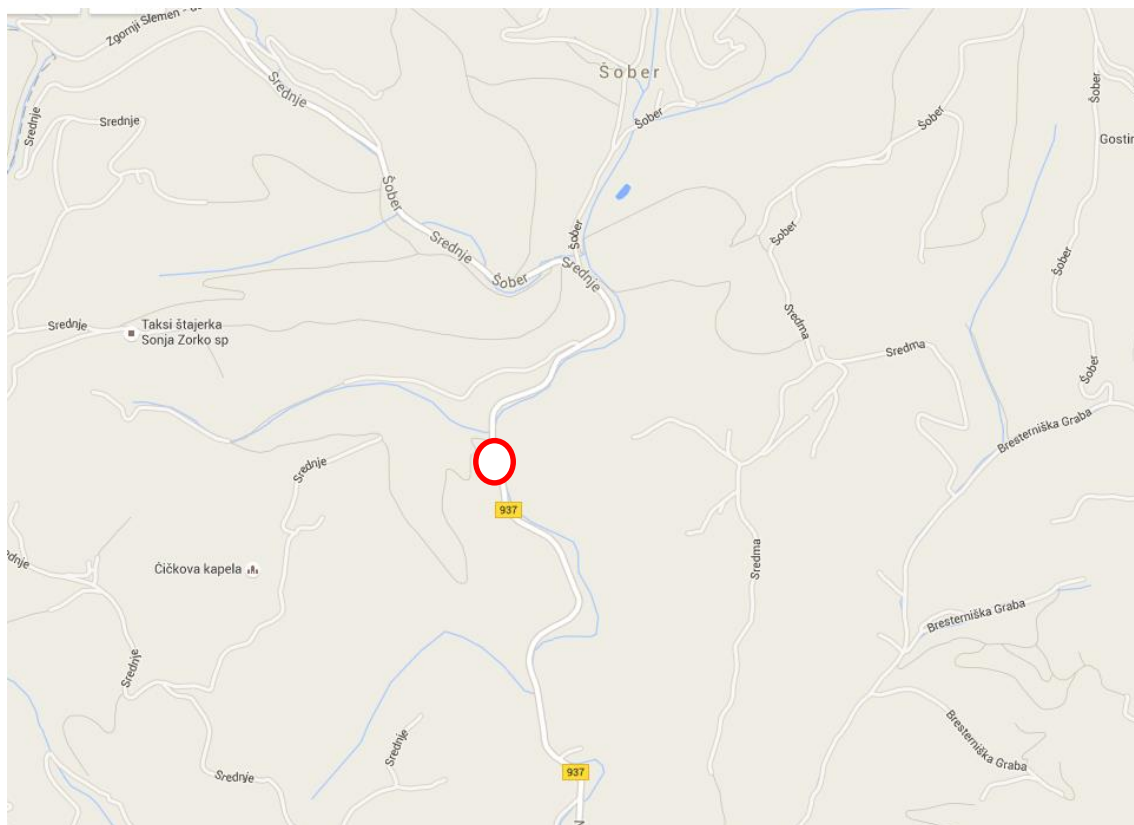 Zgornji Slemen -
Šober
Srednje
Šober
Srednje
Šober
Šober
Srednje
Šober
Gostin
Šober
Srednje
Šober
Srednje
Šober
Šober
Srednje
Sredma
Srednje
Taksi štajerka
Sonja Zorko sp
Sredma
Šober
Bresterniška Graba
Srednje
937
Sredma
Čičkova kapela
Bresterniška Graba
Srednje
Bresterniška Graba
Srednje
Srednje
937